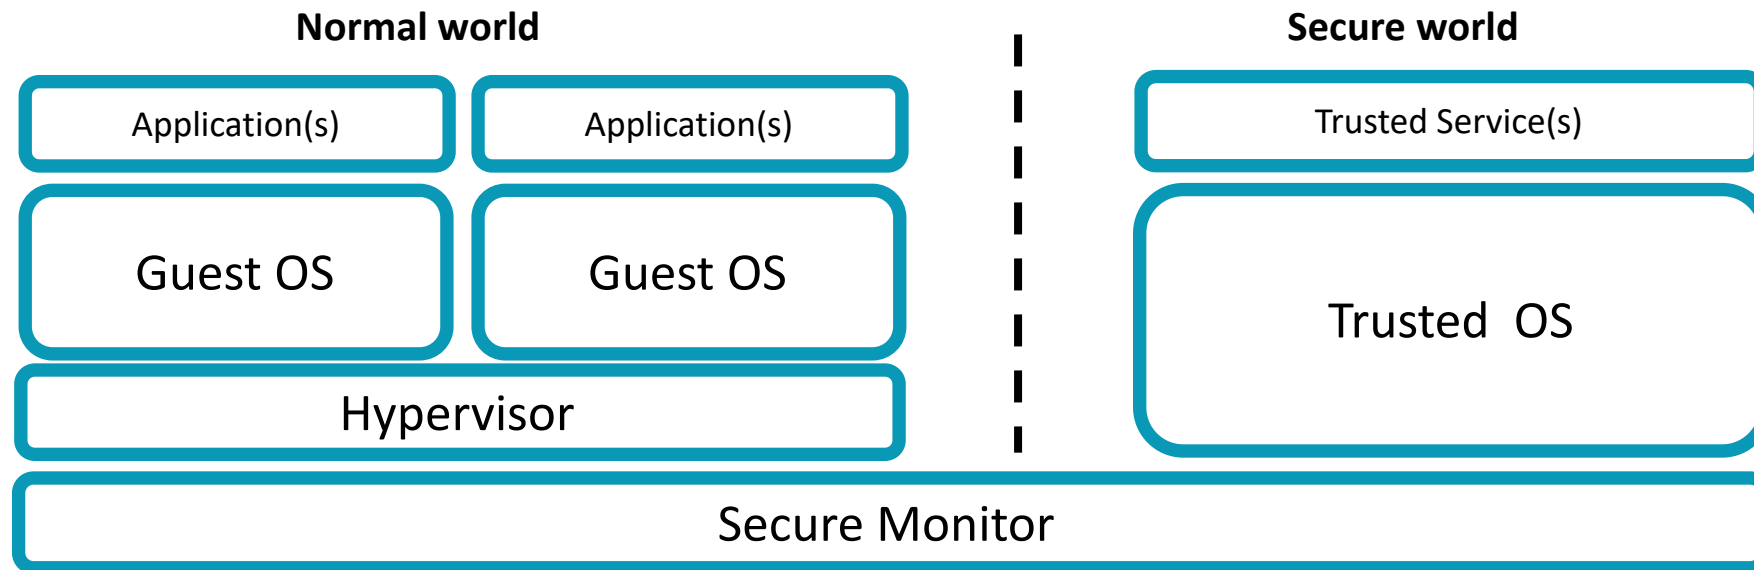 Normal world
Secure world
Application(s)
Application(s)
Trusted Service(s)
Guest OS
Guest OS
Trusted OS
Hypervisor
Secure Monitor